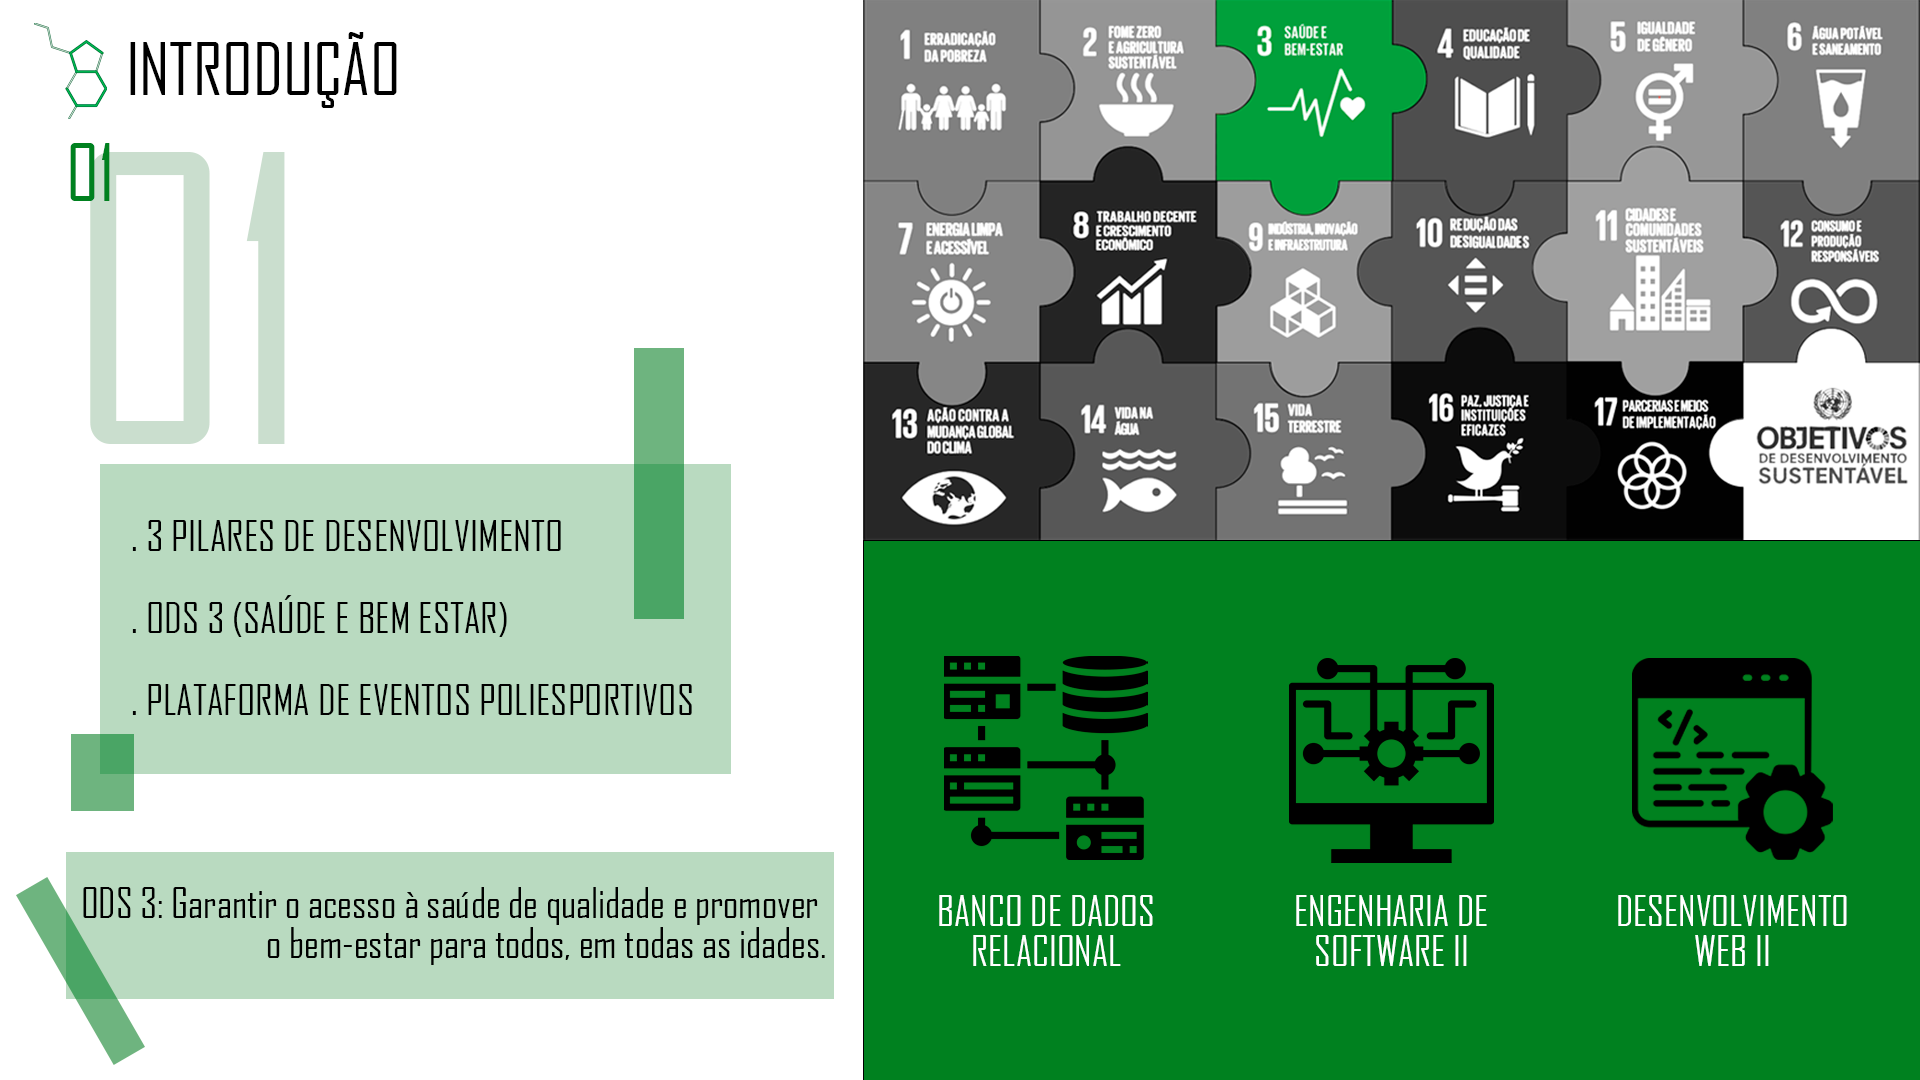 INTRODUÇÃO
01
01
. 3 PILARES DE DESENVOLVIMENTO
. ODS 3 (SAÚDE E BEM ESTAR)
. PLATAFORMA DE EVENTOS POLIESPORTIVOS
ODS 3: Garantir o acesso à saúde de qualidade e promover
o bem-estar para todos, em todas as idades.
1 ERRADICAÇÃO
DA POBREZA
2 FOME ZERO
E AGRICULTURA
SUSTENTÁVEL
3 SAÚDE E
BEM-ESTAR
4 EDUCAÇÃO DE
QUALIDADE
5 IGUALDADE
DE GÊNERO
6 ÁGUA POTÁVEL
E SANEAMENTO
7 ENERGIA LIMPA
E ACESSÍVEL
8 TRABALHO DECENTE
E CRESCIMENTO
ECONÔMICO
9 INDÚSTRIA, INOVAÇÃO
E INFRAESTRUTURA
10 REDUÇÃO DAS
DESIGUALDADES
11 CIDADES E
COMUNIDADES
SUSTENTÁVEIS
12 CONSUMO E
PRODUÇÃO
RESPONSÁVEIS
13 AÇÃO CONTRA A
MUDANÇA GLOBAL
DO CLIMA
14 VIDA NA
ÁGUA
15 VIDA
TERRESTRE
16 PAZ, JUSTIÇA E
INSTITUIÇÕES
EFICAZES
17 PARCERIAS E MEIOS
DE IMPLEMENTAÇÃO
OBJETIVOS
DE DESENVOLVIMENTO
SUSTENTÁVEL
</>
BANCO DE DADOS
RELACIONAL
ENGENHARIA DE
SOFTWARE II
DESENVOLVIMENTO
WEB II